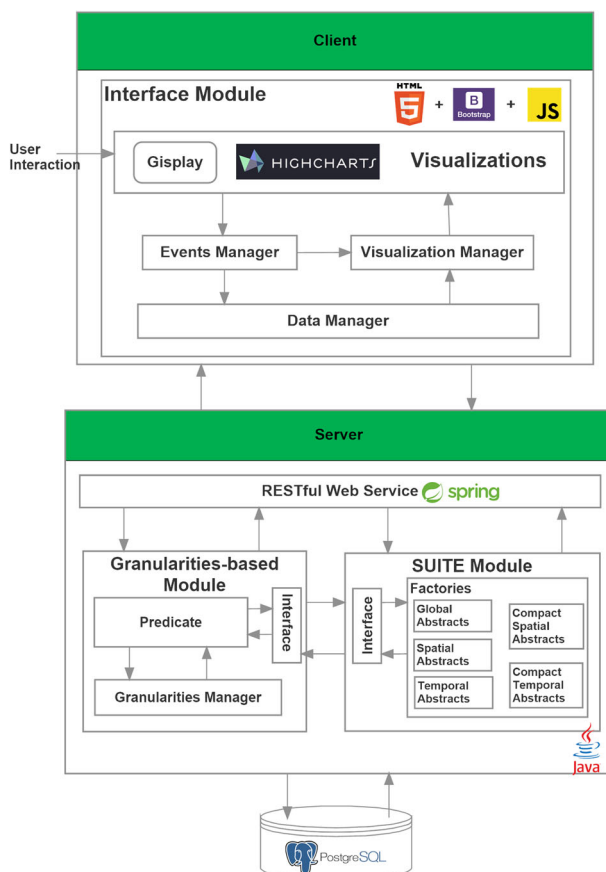 Client
Interface Module
HTML
5
+
B
Bootstrap
+
JS
User
Interaction
Gisplay
HIGHCHARTS
Visualizations
Events Manager
Visualization Manager
Data Manager
Server
RESTful Web Service
spring
Granularities-based
Module
Predicate
Interface
Granularities Manager
SUITE Module
Interface
Factories
Global
Abstracts
Spatial
Abstracts
Temporal
Abstracts
Compact
Spatial
Abstracts
Compact
Temporal
Abstracts
Java
PostgreSQL